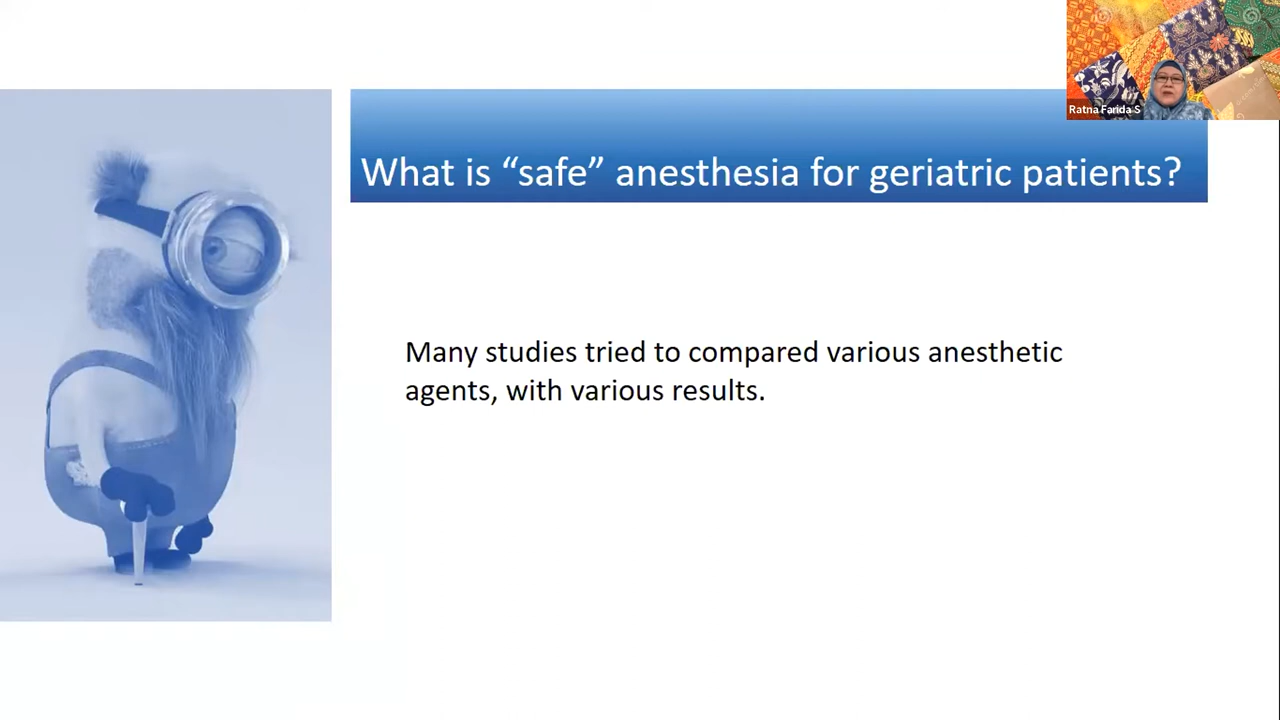 Ratna Farida S
What is “safe” anesthesia for geriatric patients?
Many studies tried to compared various anesthetic
agents, with various results.